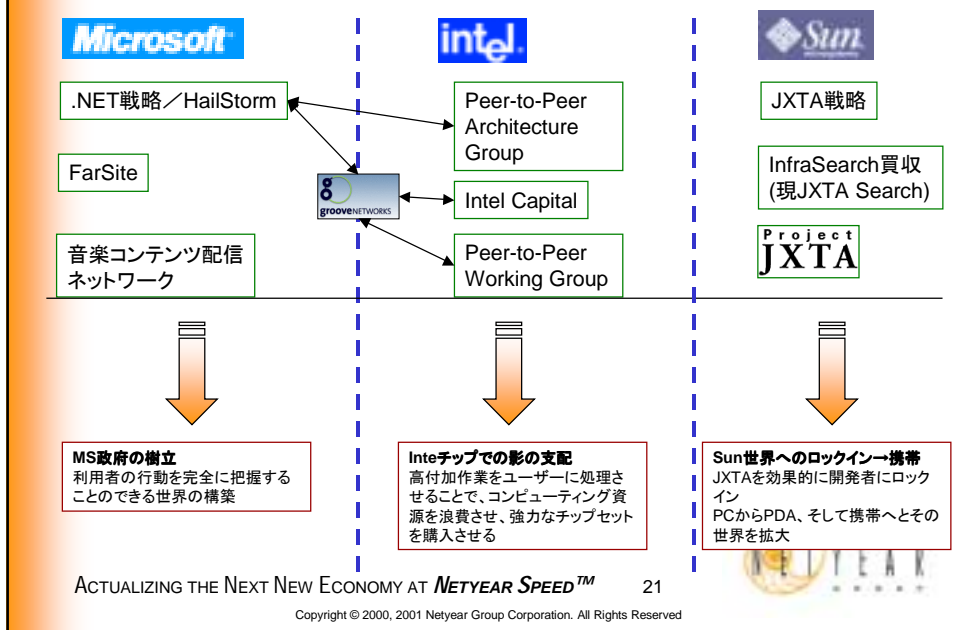 Microsoft
intel.
Sun
microsystems
.NET戦略／HailStorm
Peer-to-Peer
Architecture
Group
JXTA戦略
FarSite
InfraSearch買収
(現JXTA Search)
grooveNETWORKS
Intel Capital
音楽コンテンツ配信
ネットワーク
Peer-to-Peer
Working Group
Project
JXTA
MS政府の樹立
利用者の行動を完全に把握する
ことのできる世界の構築
Inteチップでの影の支配
高付加作業をユーザーに処理さ
せることで、コンピューティング資
源を浪費させ、強力なチップセット
を購入させる
Sun世界へのロックイン→携帯
JXTAを効果的に開発者にロック
イン
PCからPDA、そして携帯へとその
世界を拡大
NETYEAR
GROUP
ACTUALIZING THE NEXT NEW ECONOMY AT NETYEAR SPEED™
21
Copyright © 2000, 2001 Netyear Group Corporation. All Rights Reserved